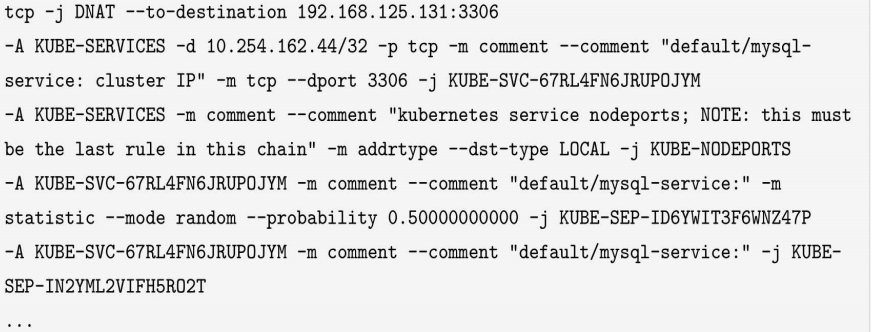 tcp -j DNAT --to-destination 192.168.125.131:3306
-A KUBE-SERVICES -d 10.254.162.44/32 -p tcp -m comment --comment "default/mysql-
service: cluster IP" -m tcp --dport 3306 -j KUBE-SVC-67RL4FN6JRUPOJYM
-A KUBE-SERVICES -m comment --comment "kubernetes service nodeports; NOTE: this must
be the last rule in this chain" -m addrtype --dst-type LOCAL -j KUBE-NODEPORTS
-A KUBE-SVC-67RL4FN6JRUPOJYM -m comment --comment "default/mysql-service:" -m
statistic --mode random --probability 0.50000000000 -j KUBE-SEP-ID6YWIT3F6WNZ47P
-A KUBE-SVC-67RL4FN6JRUPOJYM -m comment --comment "default/mysql-service:" -j KUBE-
SEP-IN2YML2VIFH5RO2T
...